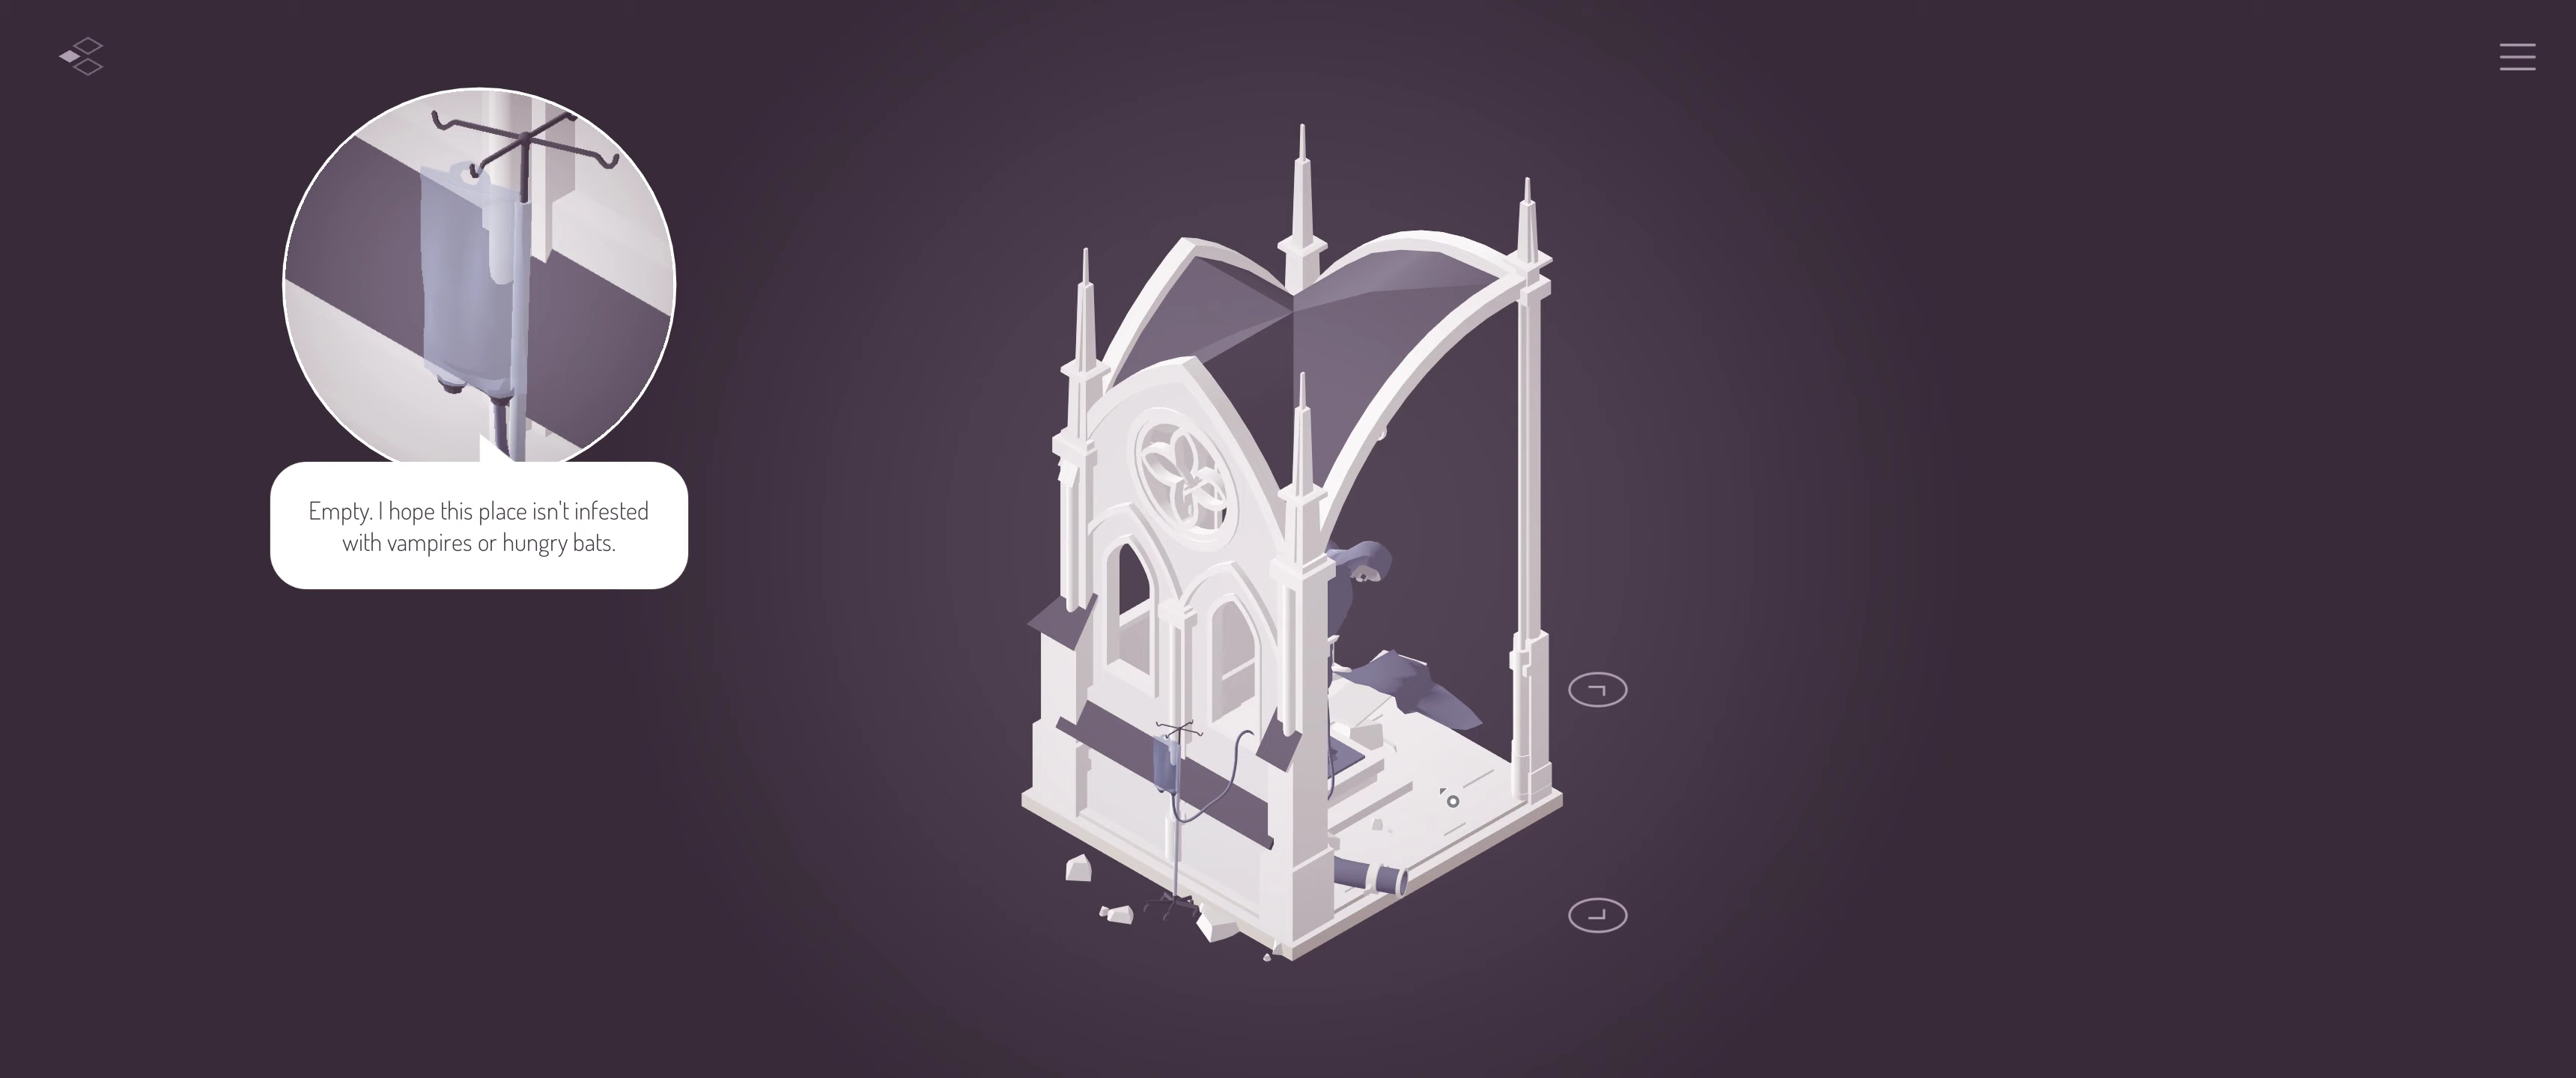 Empty. I hope this place isn't infested
with vampires or hungry bats.